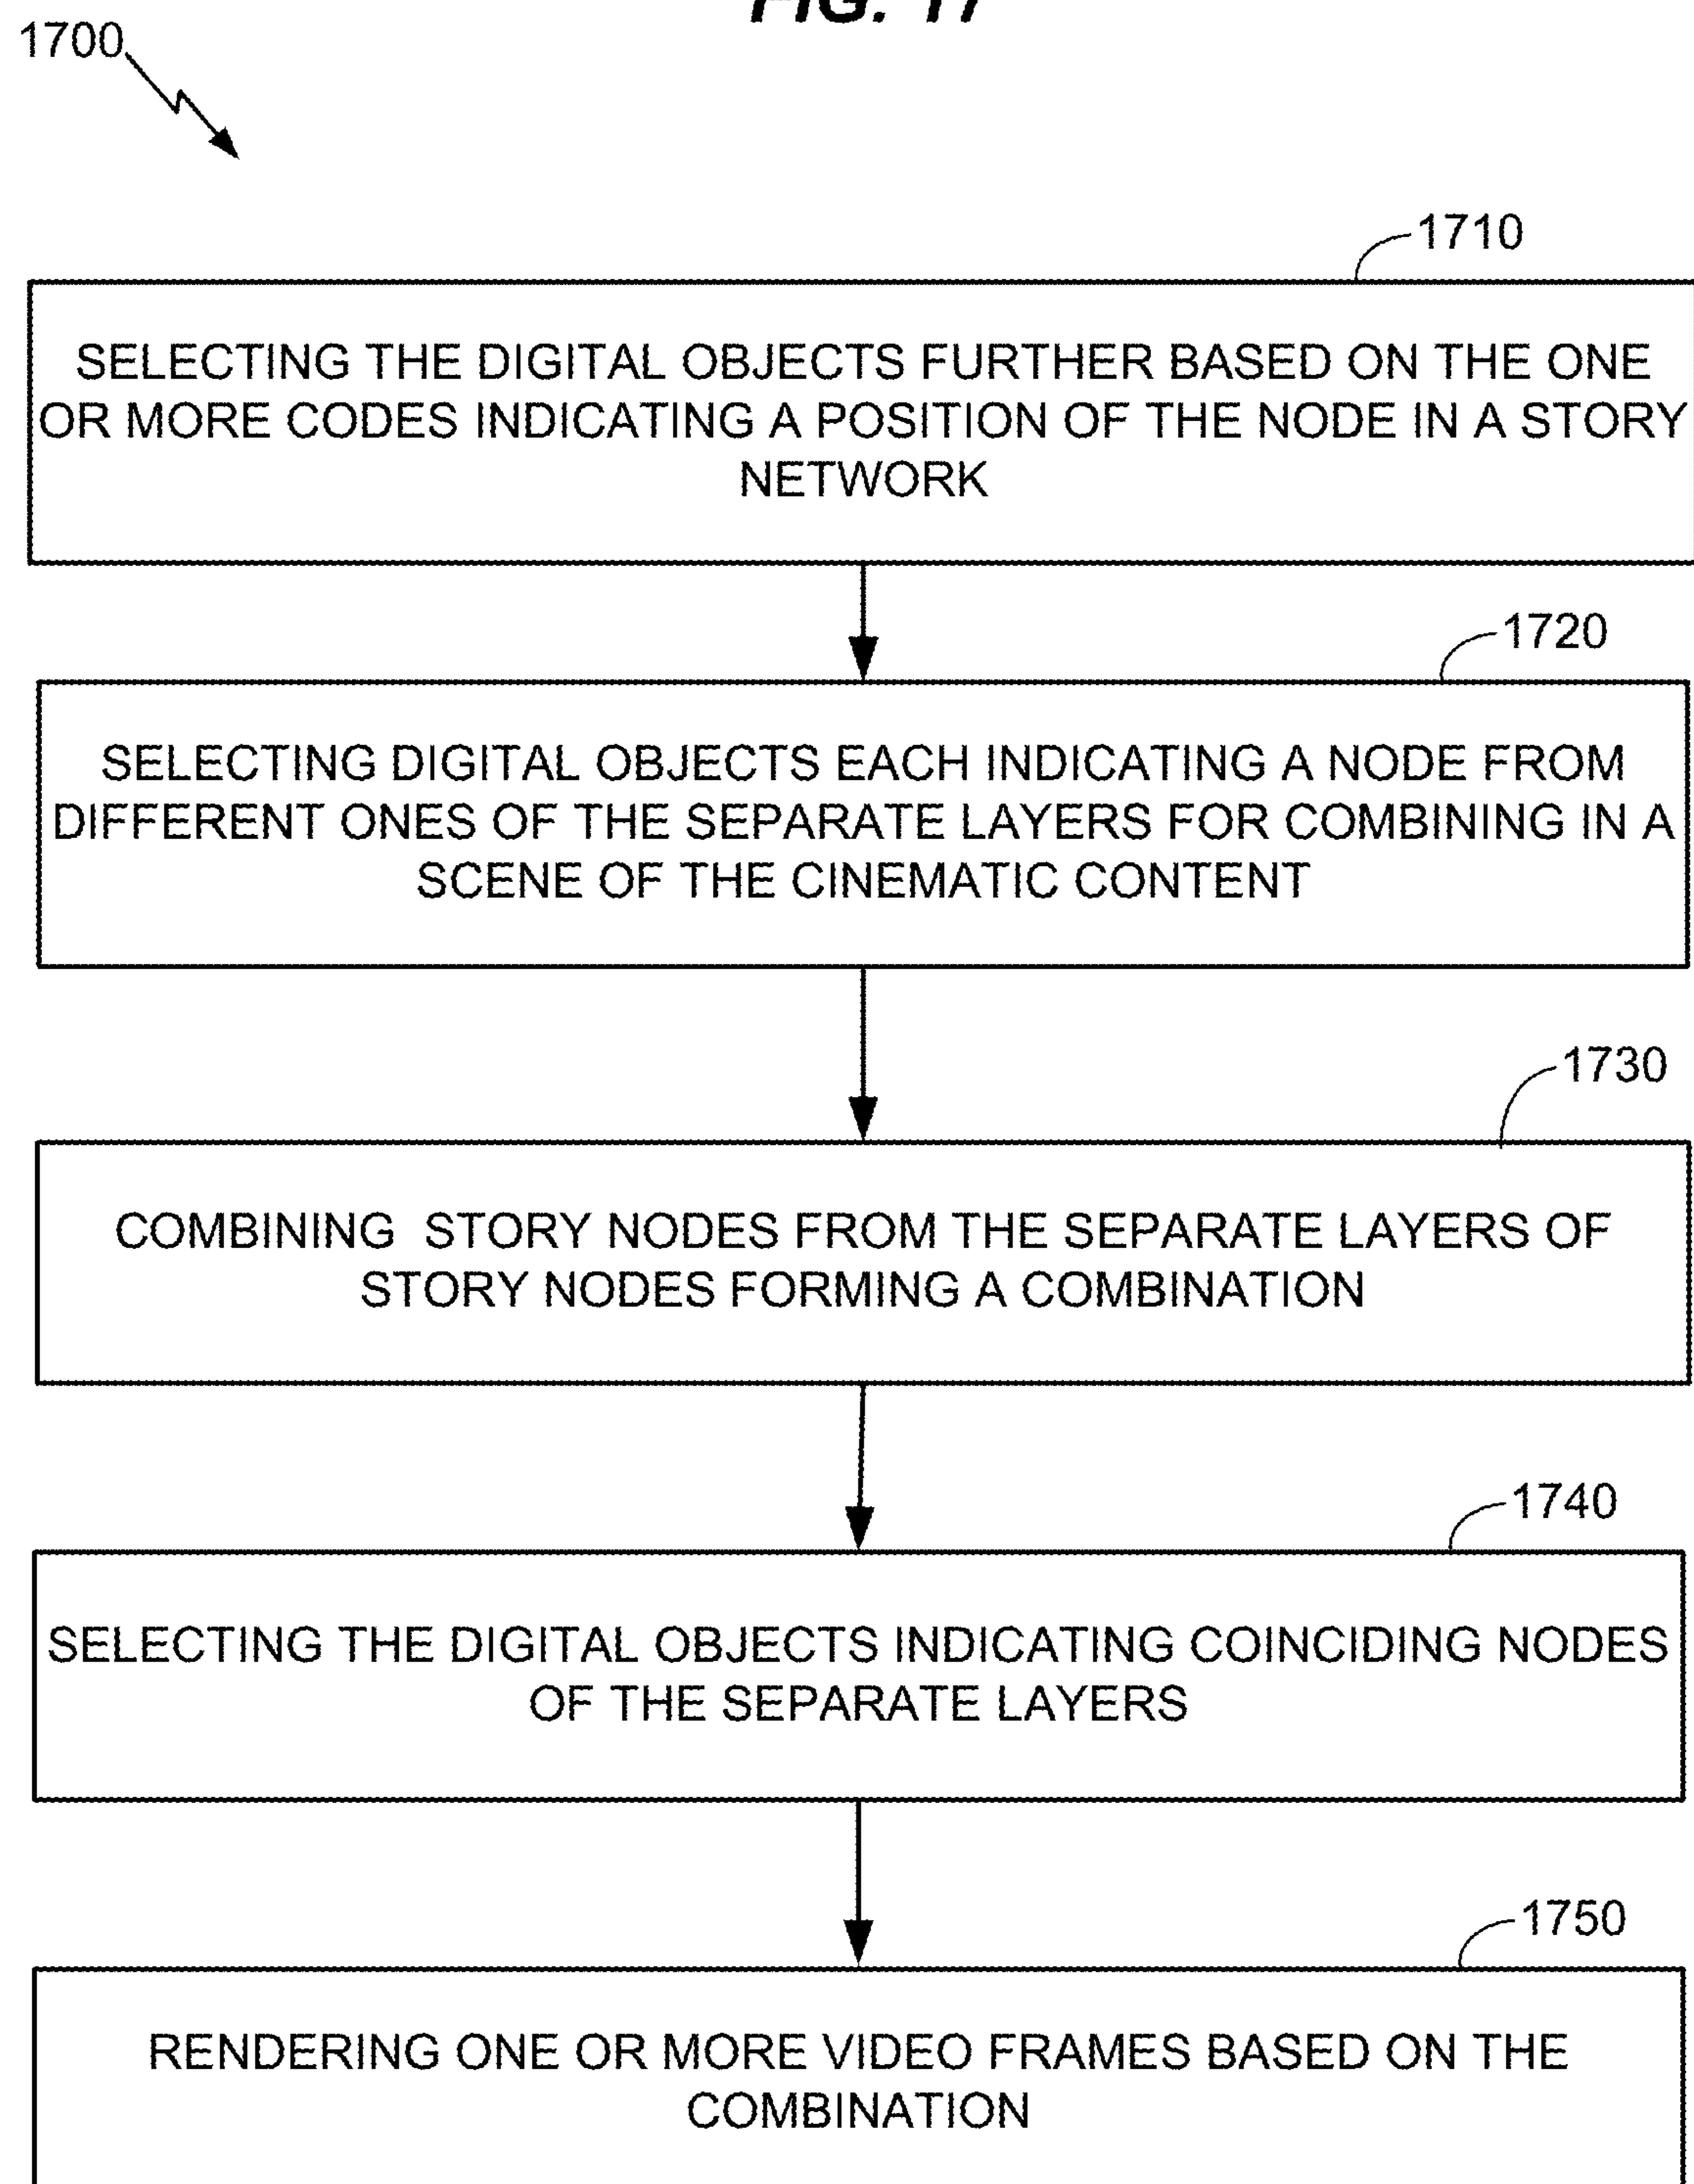 FIG. 17
1700
1710
SELECTING THE DIGITAL OBJECTS FURTHER BASED ON THE ONE
OR MORE CODES INDICATING A POSITION OF THE NODE IN A STORY
NETWORK
1720
SELECTING DIGITAL OBJECTS EACH INDICATING A NODE FROM
DIFFERENT ONES OF THE SEPARATE LAYERS FOR COMBINING IN A
SCENE OF THE CINEMATIC CONTENT
1730
COMBINING STORY NODES FROM THE SEPARATE LAYERS OF
STORY NODES FORMING A COMBINATION
1740
SELECTING THE DIGITAL OBJECTS INDICATING COINCIDING NODES
OF THE SEPARATE LAYERS
1750
RENDERING ONE OR MORE VIDEO FRAMES BASED ON THE
COMBINATION